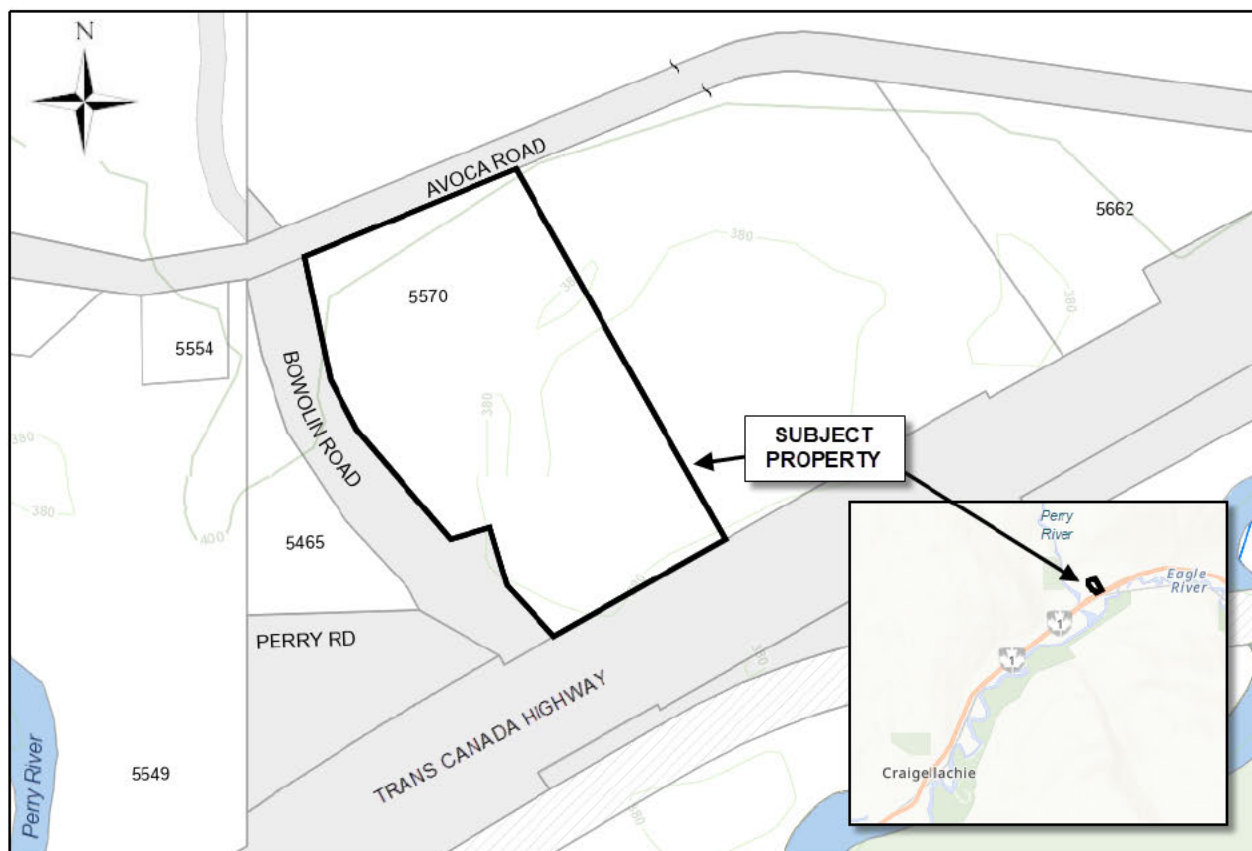 N
AVOCA ROAD
5662
380
5570
38
5554
BOWOLIN ROAD
380
380
380
SUBJECT
PROPERTY
380
400
5465
Perry
River
Eagle
River
1
1
PERRY RD
380
TRANS CANADA HIGHWAY
Craigellachie
5549
Perry River
380